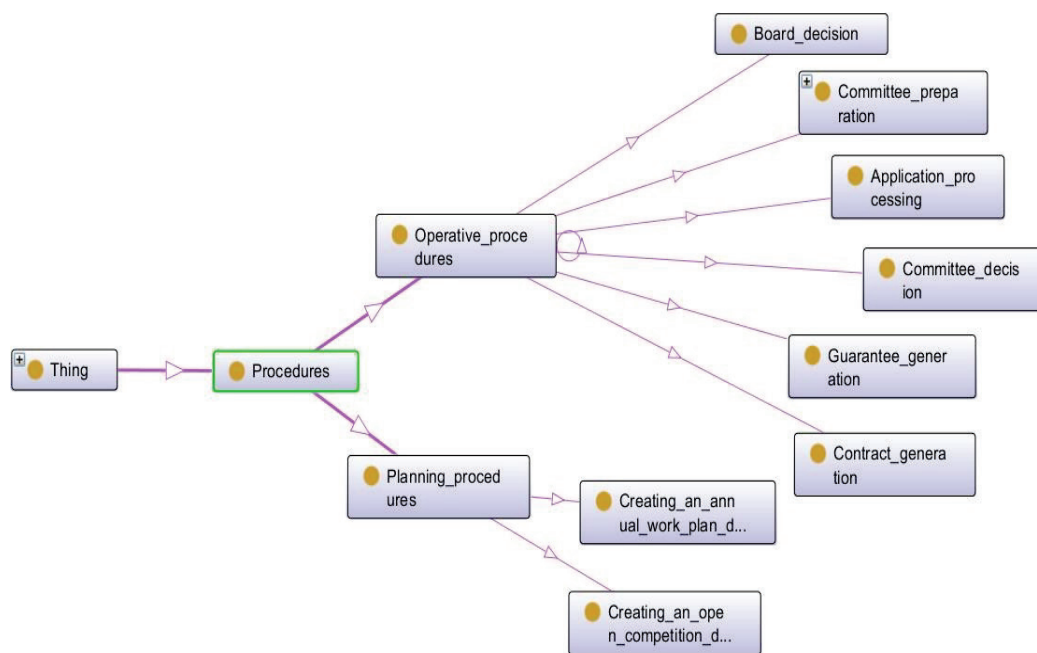 Board_decision
Committee_prepa
ration
Application_pro
cessing
Operative_proce
dures
Committee_decis
ion
Guarantee_gener
ation
Thing
Procedures
Contract_genera
tion
Planning_proced
ures
Creating_an_ann
ual_work_plan_d...
Creating_an_ope
n_competition_d...